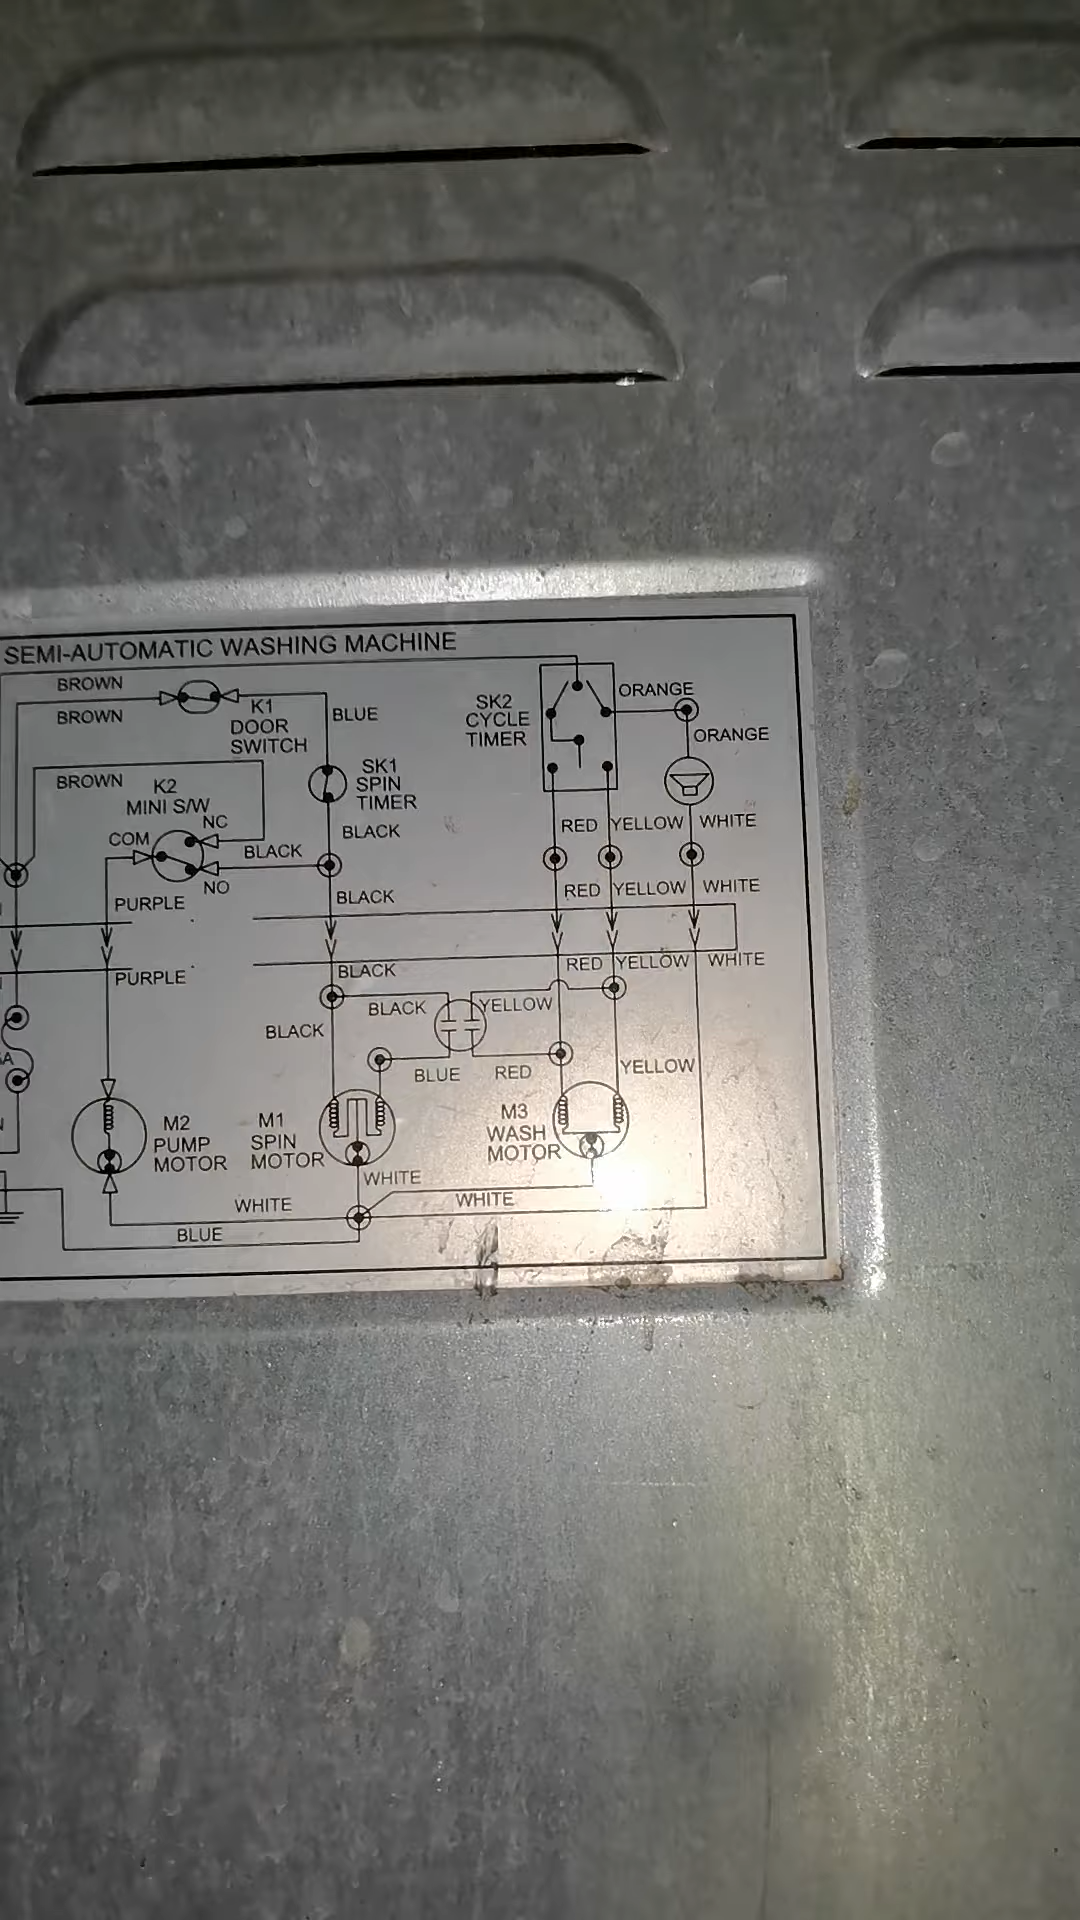 SEMI-AUTOMATIC WASHING MACHINE
BROWN
BROWN
K1
DOOR
SWITCH
BLUE
SK2
CYCLE
TIMER
ORANGE
ORANGE
BROWN
K2
MINI S/W
NC
COM
NO
SK1
SPIN
TIMER
BLACK
BLACK
BLACK
RED YELLOW WHITE
PURPLE
RED YELLOW WHITE
PURPLE
BLACK
RED YELLOW WHITE
BLACK
BLACK
YELLOW
BLUE
RED
YELLOW
M2
PUMP
MOTOR
M1
SPIN
MOTOR
M3
WASH
MOTOR
WHITE
WHITE
WHITE
BLUE